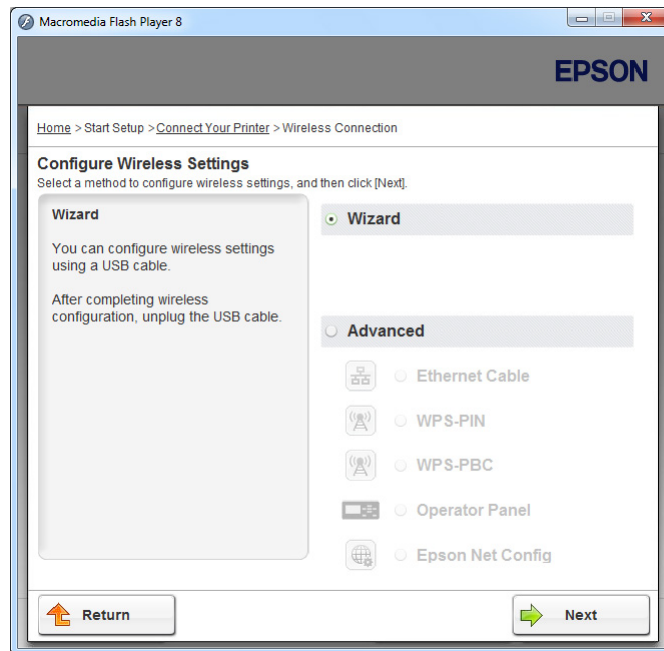 Macromedia Flash Player 8
EPSON
Home > Start Setup > Connect Your Printer > Wireless Connection
Configure Wireless Settings
Select a method to configure wireless settings, and then click [Next].
Wizard
You can configure wireless settings
using a USB cable.
After completing wireless
configuration, unplug the USB cable.
Wizard
Advanced
Ethernet Cable
WPS-PIN
WPS-PBC
Operator Panel
Epson Net Config
Return
Next